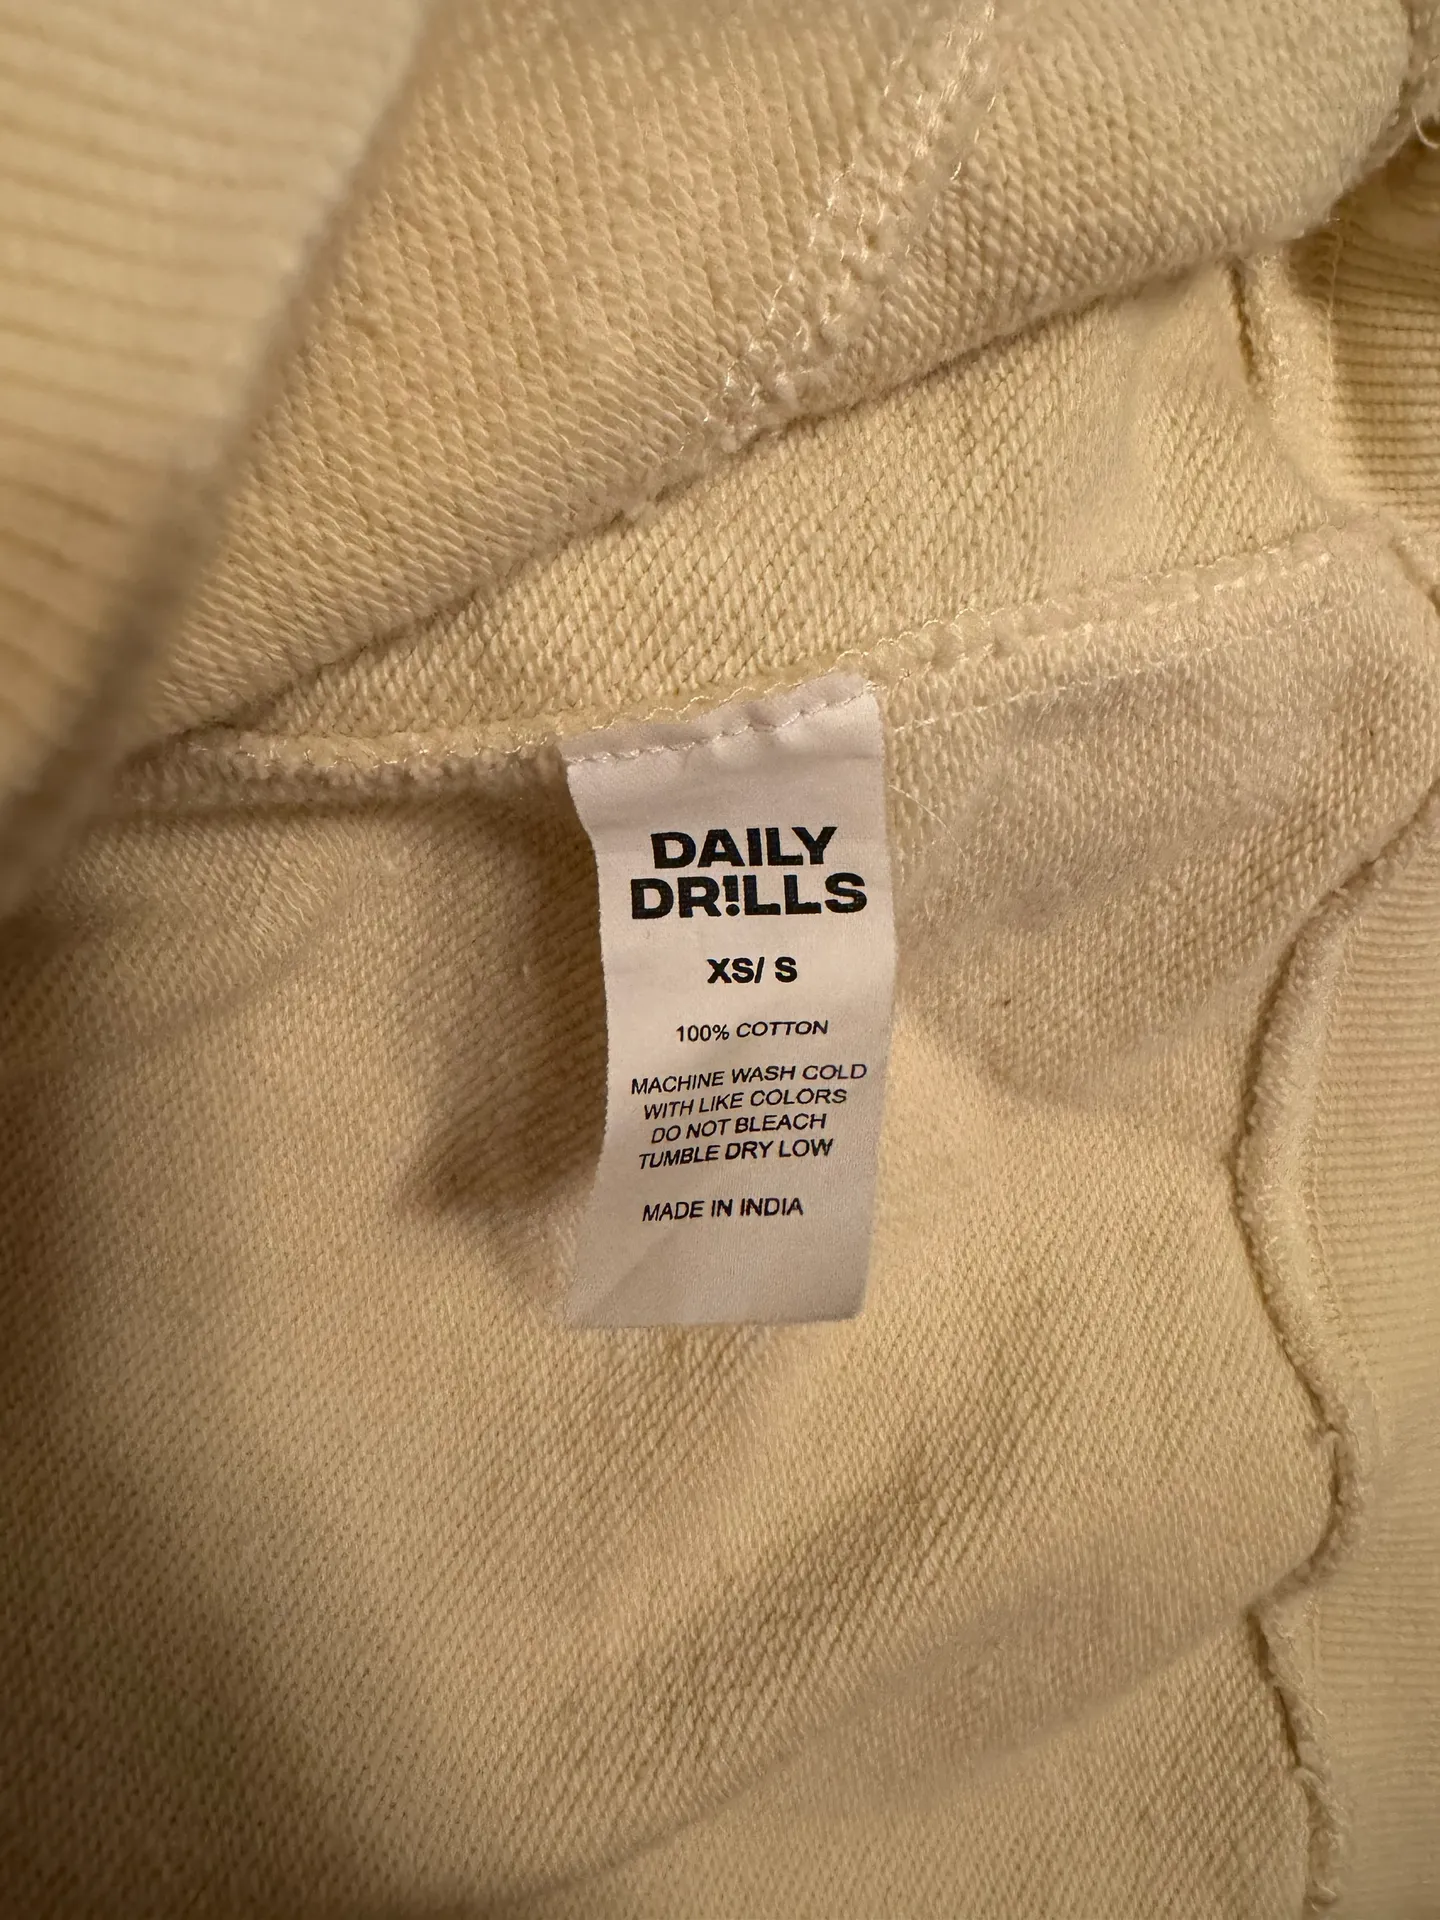 DAILY
DR!LLS
XS/ S
100% COTTON
MACHINE WASH COLD
WITH LIKE COLORS
DO NOT BLEACH
TUMBLE DRY LOW
MADE IN INDIA